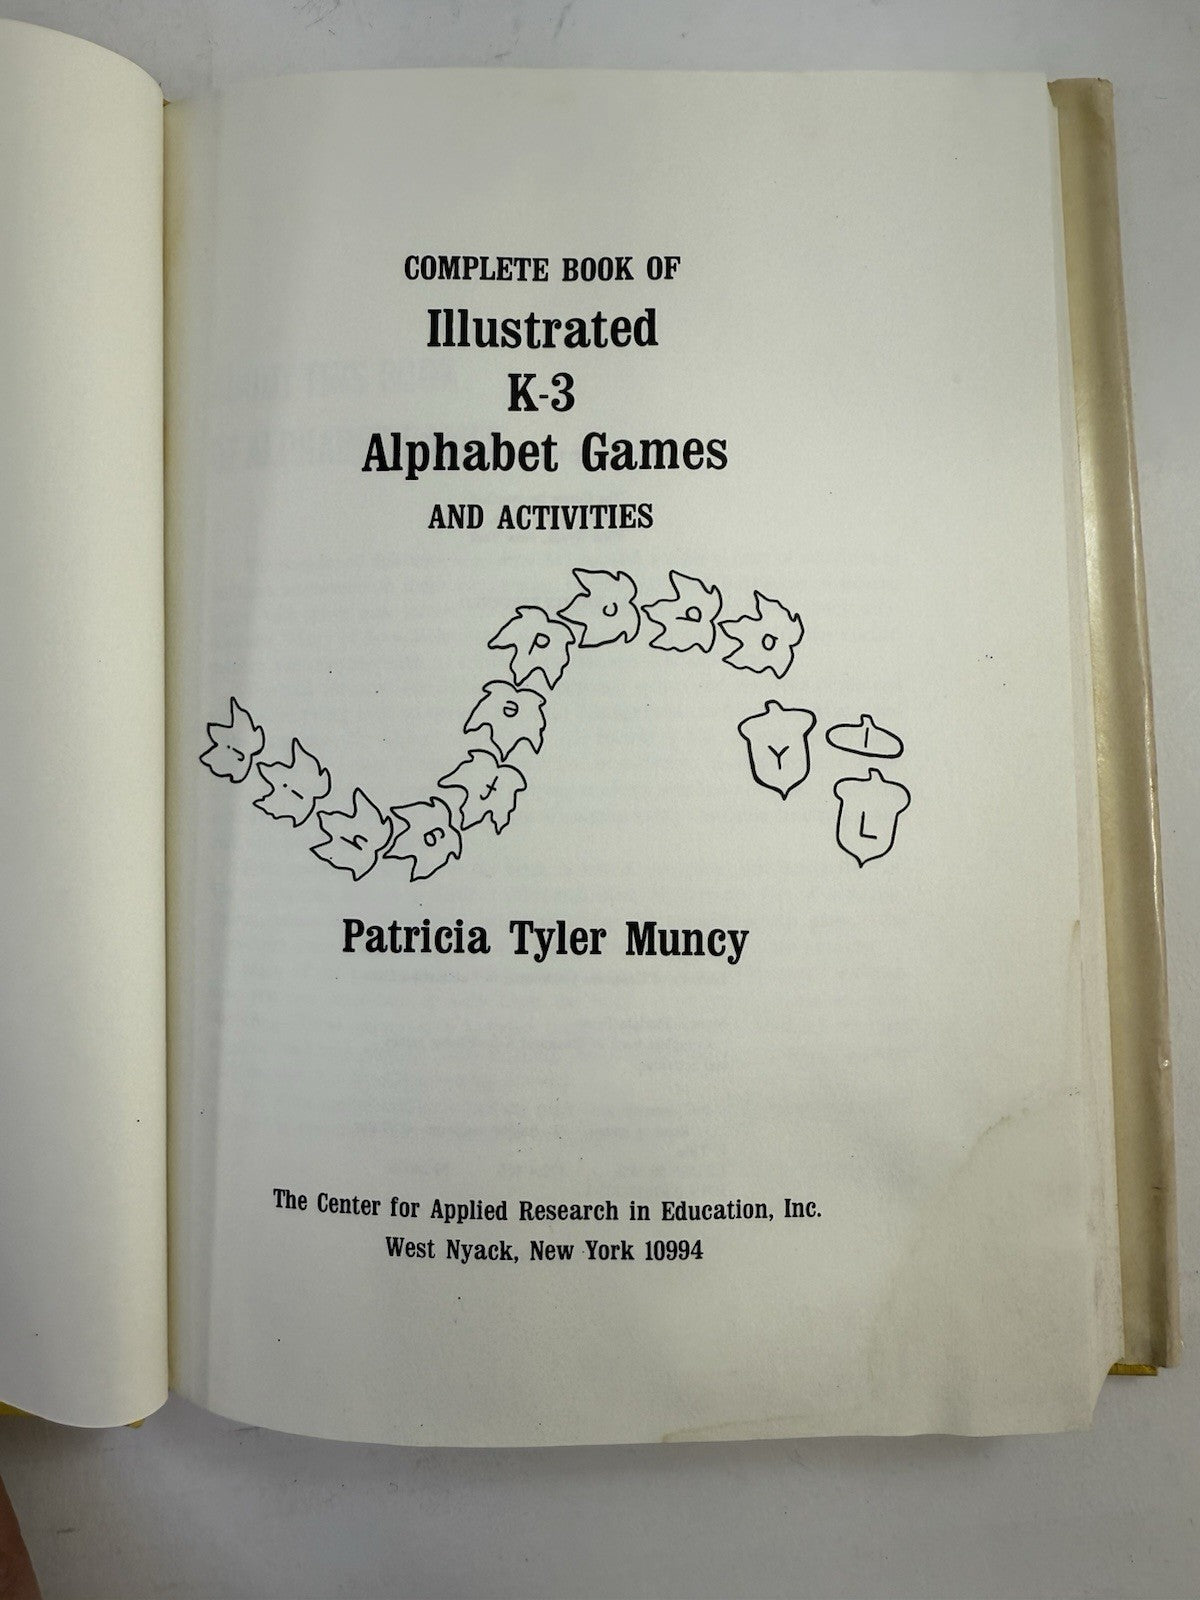 COMPLETE BOOK OF
Illustrated
K-3
Alphabet Games
AND ACTIVITIES
j i h g f e p c a o
Y I
L
Patricia Tyler Muncy
The Center for Applied Research in Education, Inc.
West Nyack, New York 10994